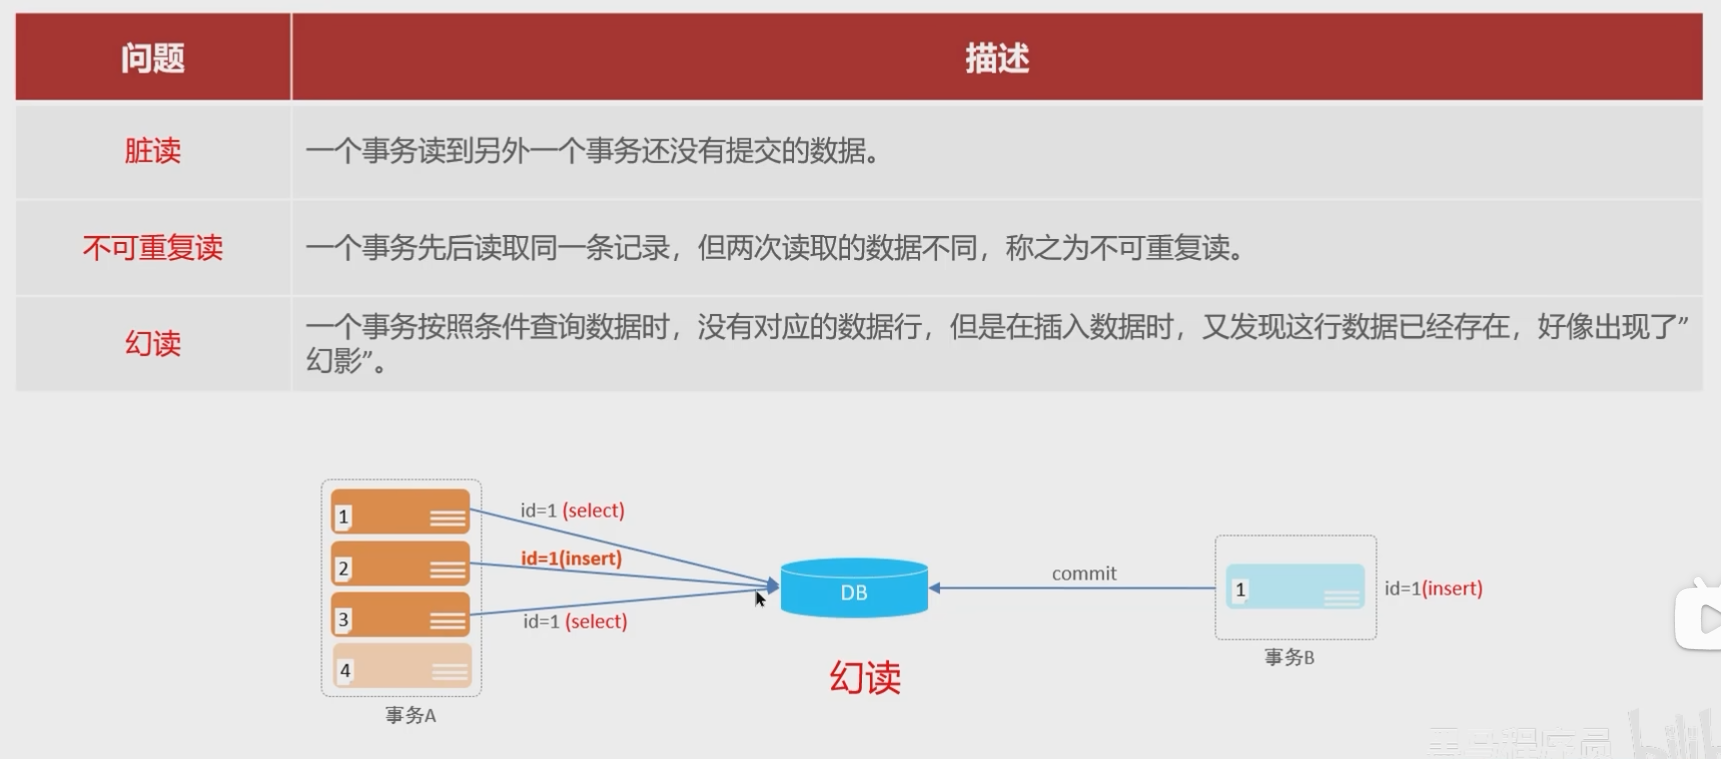 问题 描述
脏读 一个事务读到另外一个事务还没有提交的数据。
不可重复读 一个事务先后读取同一条记录，但两次读取的数据不同，称之为不可重复读。
幻读 一个事务按照条件查询数据时，没有对应的数据行，但是在插入数据时，又发现这行数据已经存在，好像出现了”
幻影”。
1
id=1 (select)
2
id=1(insert)
3
id=1 (select)
4
事务A
DB
幻读
commit
1
id=1(insert)
事务B